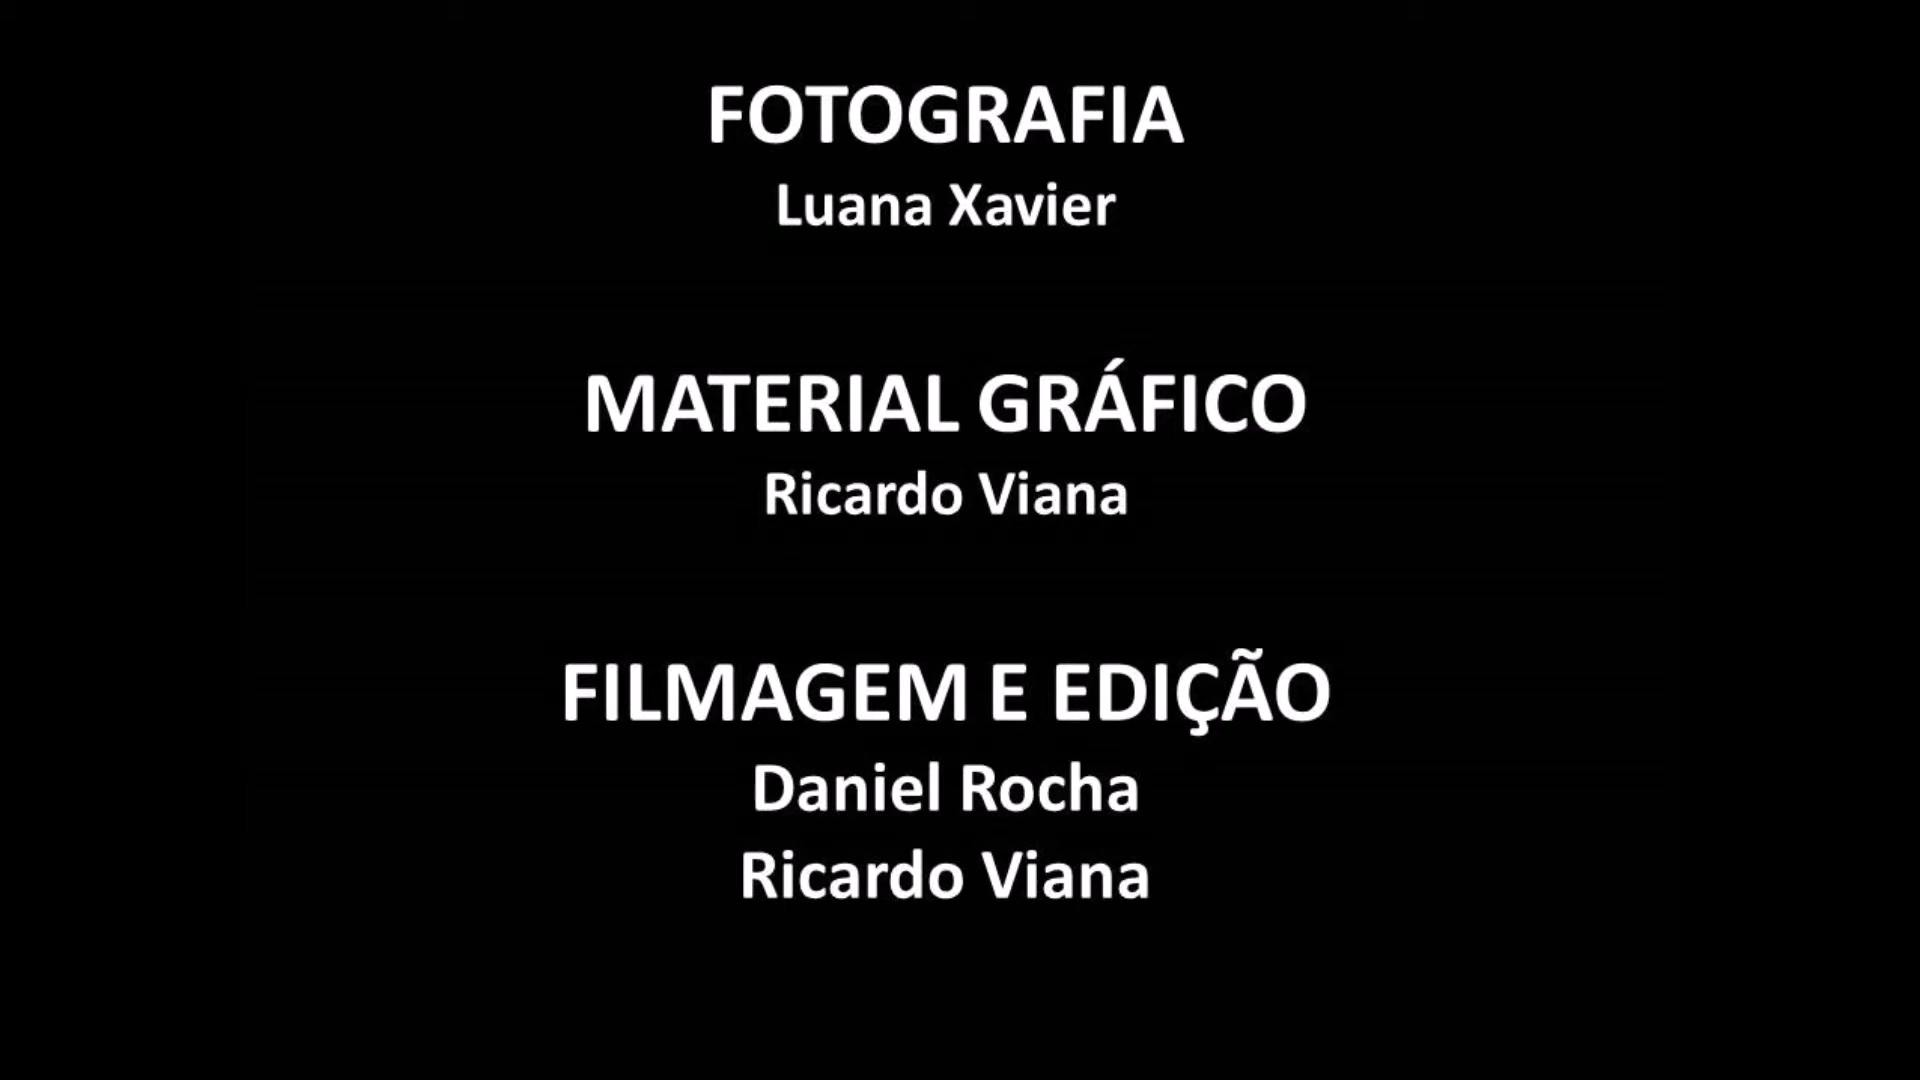 FOTOGRAFIA
Luana Xavier
MATERIAL GRÁFICO
Ricardo Viana
FILMAGEM E EDIÇÃO
Daniel Rocha
Ricardo Viana